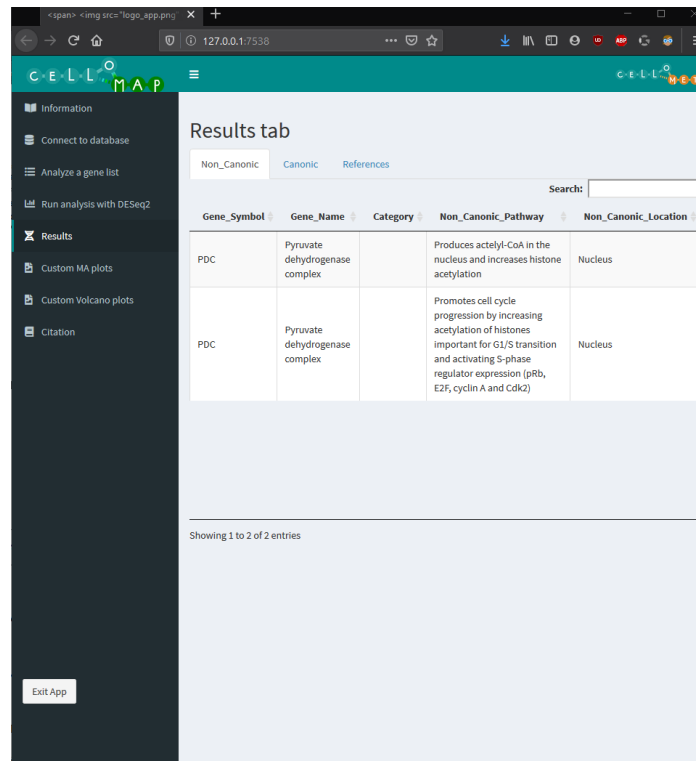 <span> <img src="logo_app.png"
127.0.0.1:7538
C·E·L·L·O
MAP
C·E·L·L·O
Information
Connect to database
Analyze a gene list
Run analysis with DESeq2
Results
Custom MA plots
Custom Volcano plots
Citation
Exit App
Results tab
Non_Canonic Canonic References
Search:
Gene_Symbol Gene_Name Category Non_Canonic_Pathway Non_Canonic_Location
PDC
Pyruvate
dehydrogenase
complex
Produces actelyl-CoA in the
nucleus and increases histone
acetylation
Nucleus
PDC
Pyruvate
dehydrogenase
complex
Promotes cell cycle
progression by increasing
acetylation of histones
important for G1/S transition
and activating S-phase
regulator expression (pRb,
E2F, cyclin A and Cdk2)
Nucleus
Showing 1 to 2 of 2 entries